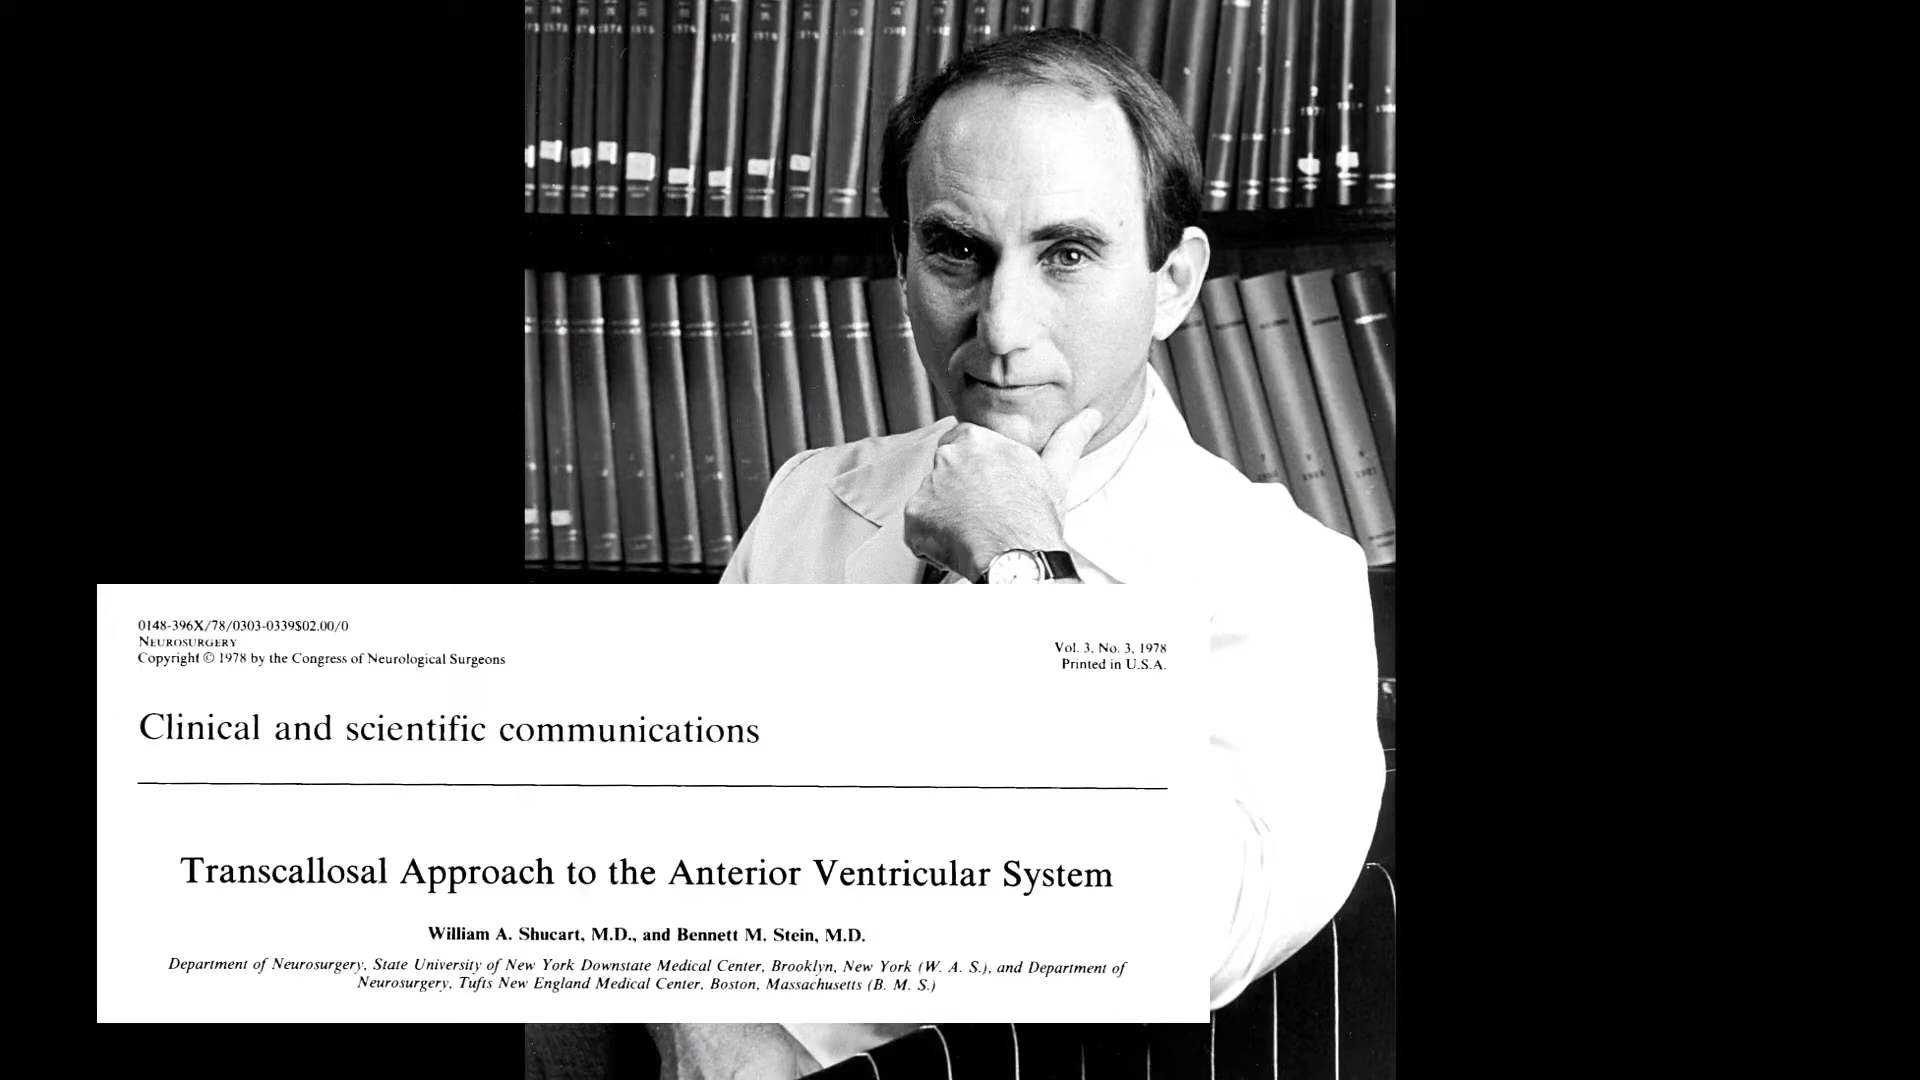 0148-396X/78/0303-0339$02.00/0
NEUROSURGERY
Copyright © 1978 by the Congress of Neurological Surgeons
Vol. 3, No. 3, 1978
Printed in U.S.A.
Clinical and scientific communications
Transcallosal Approach to the Anterior Ventricular System
William A. Shucart, M.D., and Bennett M. Stein, M.D.
Department of Neurosurgery, State University of New York Downstate Medical Center, Brooklyn, New York (W. A. S.), and Department of
Neurosurgery, Tufts New England Medical Center, Boston, Massachusetts (B. M. S.)